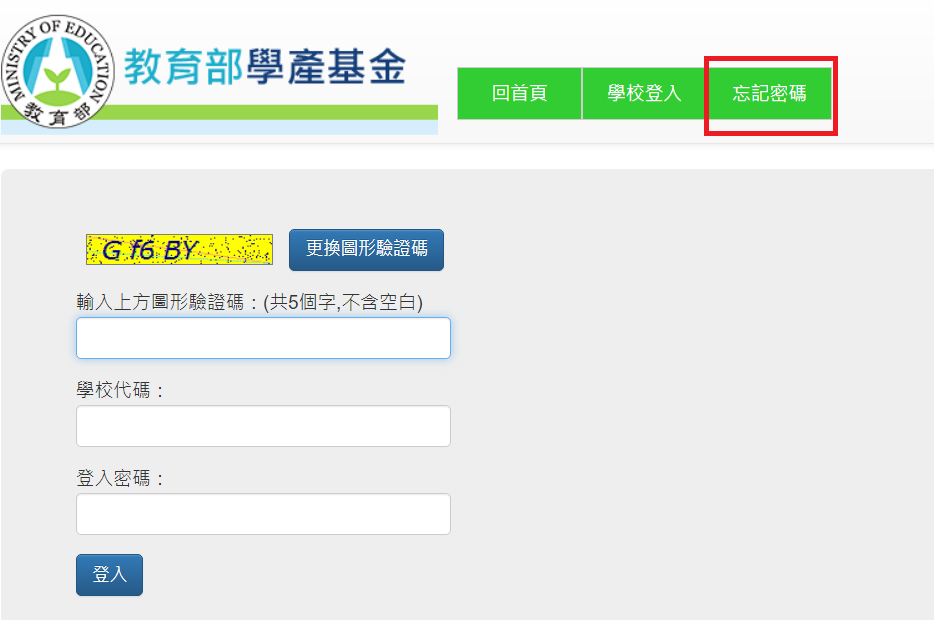 MINISTRY OF EDUCATION
教育部
教育部學產基金
回首頁
學校登入
忘記密碼
G f6 BY
更換圖形驗證碼
輸入上方圖形驗證碼：(共5個字,不含空白)
學校代碼：
登入密碼：
登入